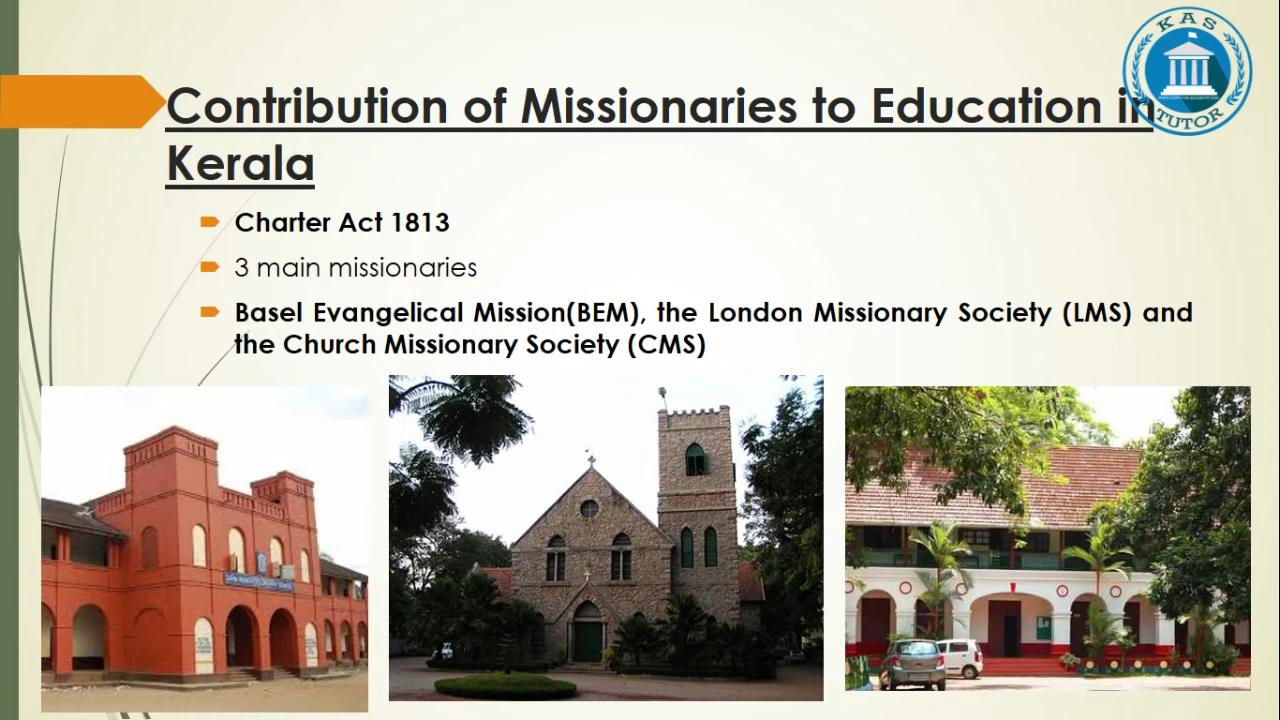 Contribution of Missionaries to Education in
Kerala
KAS
TUTOR
Charter Act 1813
3 main missionaries
Basel Evangelical Mission(BEM), the London Missionary Society (LMS) and
the Church Missionary Society (CMS)